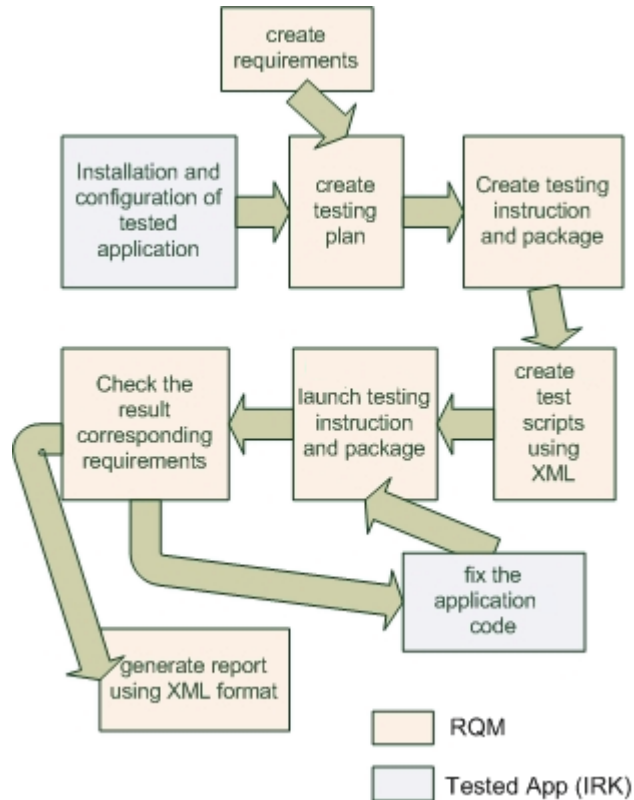 create
requirements
Installation and
configuration of
tested
application
create
testing
plan
Create testing
instruction
and package
Check the
result
corresponding
requirements
launch testing
instruction
and package
create
test
scripts
using
XML
fix the
application
code
generate report
using XML format
RQM
Tested App (IRK)